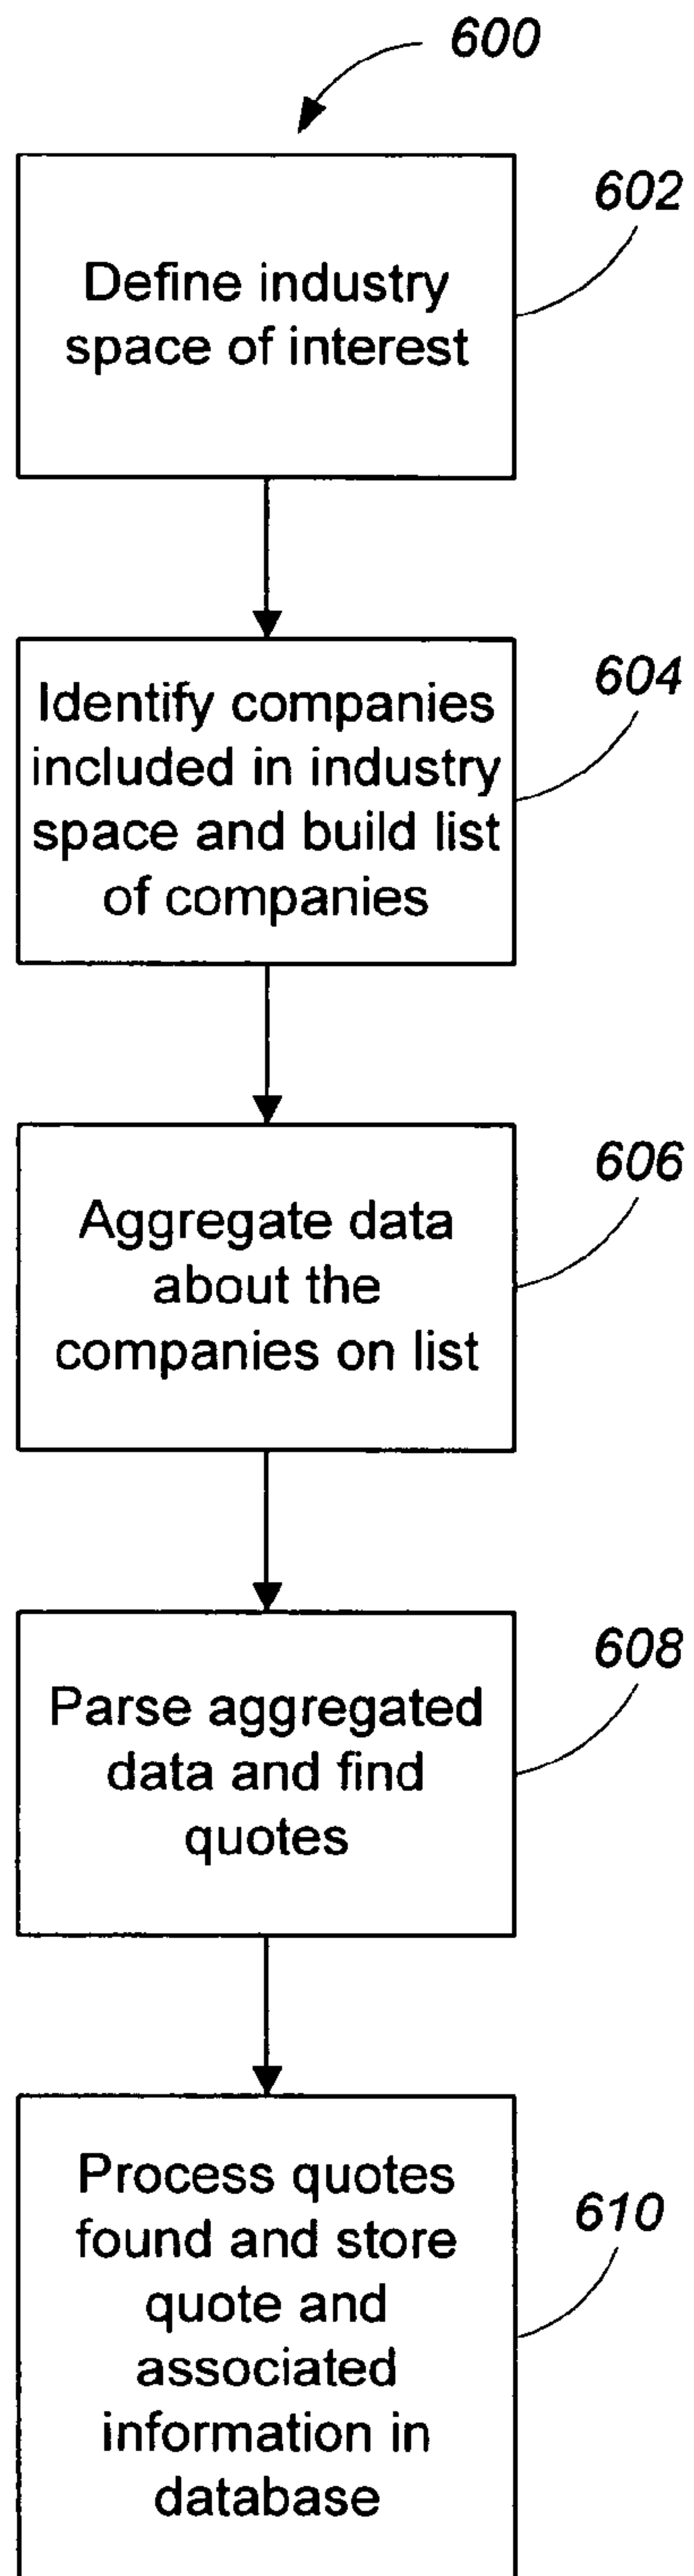 600
602
Define industry
space of interest
604
Identify companies
included in industry
space and build list
of companies
606
Aggregate data
about the
companies on list
608
Parse aggregated
data and find
quotes
610
Process quotes
found and store
quote and
associated
information in
database